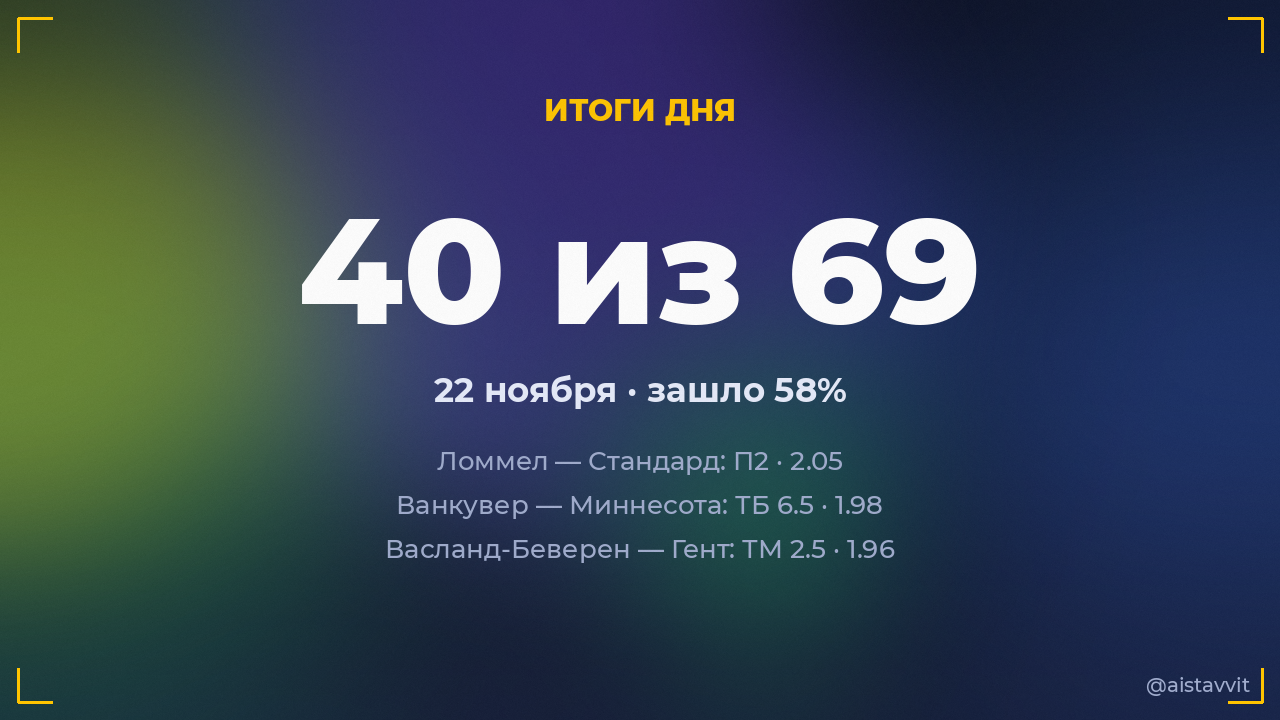 ИТОГИ ДНЯ
40 из 69
22 ноября · зашло 58%
Ломмел — Стандард: П2 · 2.05
Ванкувер — Миннесота: ТБ 6.5 · 1.98
Васланд-Беверен — Гент: ТМ 2.5 · 1.96
@aistavvit